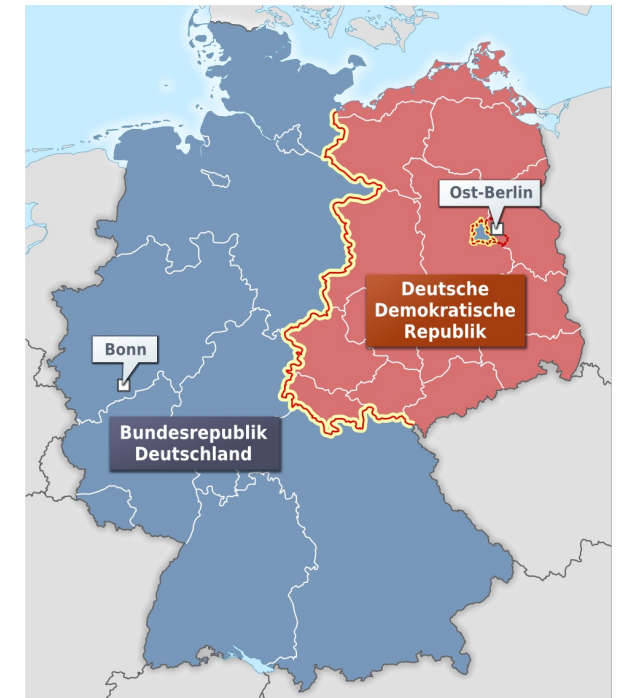 Ost-Berlin
Deutsche
Demokratische
Republik
Bonn
Bundesrepublik
Deutschland